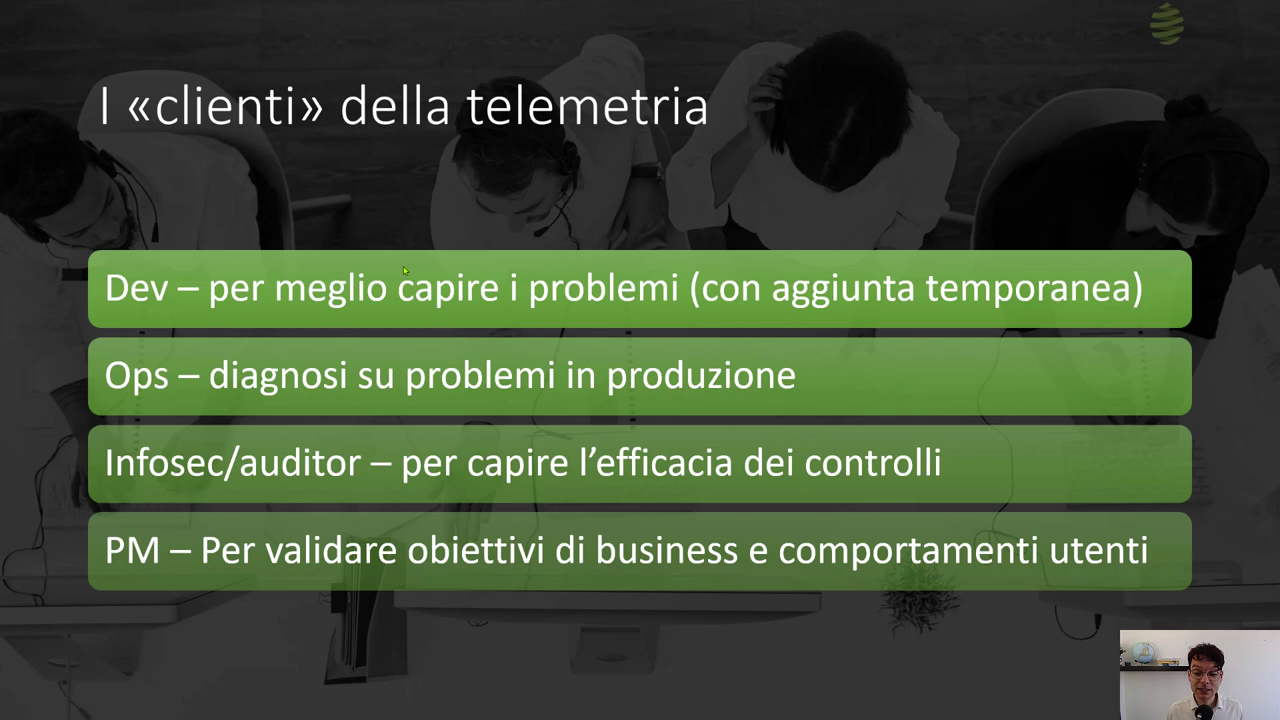 I «clienti» della telemetria
Dev – per meglio capire i problemi (con aggiunta temporanea)
Ops – diagnosi su problemi in produzione
Infosec/auditor – per capire l’efficacia dei controlli
PM – Per validare obiettivi di business e comportamenti utenti